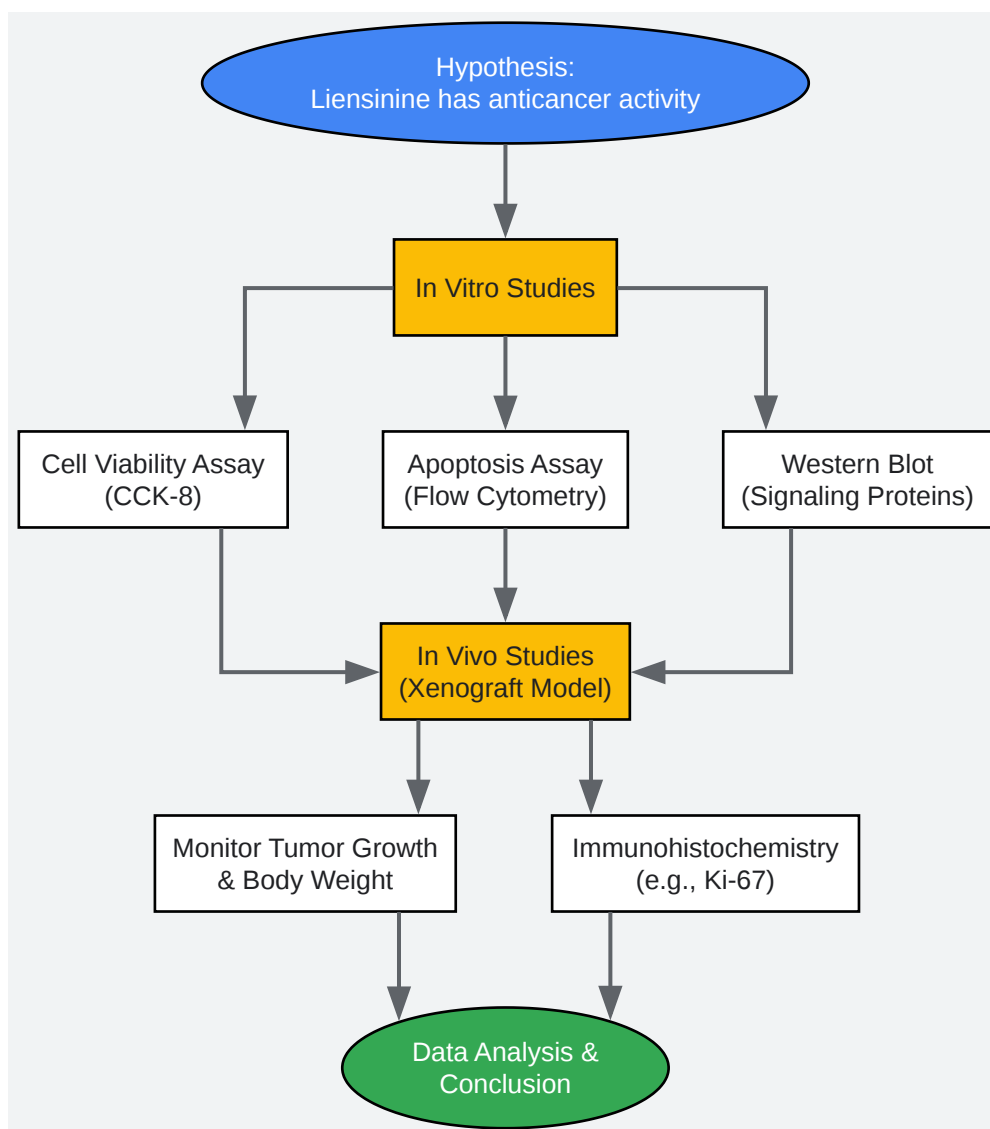 Hypothesis:
Liensinine has anticancer activity
In Vitro Studies
Cell Viability Assay
(CCK-8)
Apoptosis Assay
(Flow Cytometry)
Western Blot
(Signaling Proteins)
In Vivo Studies
(Xenograft Model)
Monitor Tumor Growth
& Body Weight
Immunohistochemistry
(e.g., Ki-67)
Data Analysis &
Conclusion